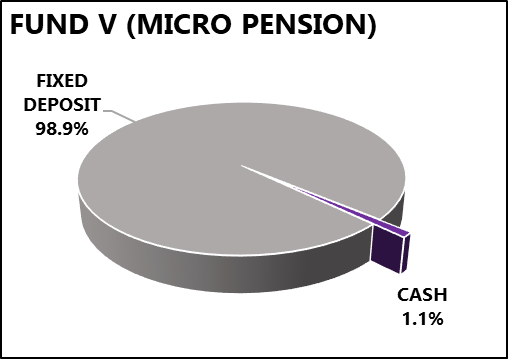 FUND V (MICRO PENSION)
FIXED
DEPOSIT
98.9%
CASH
1.1%